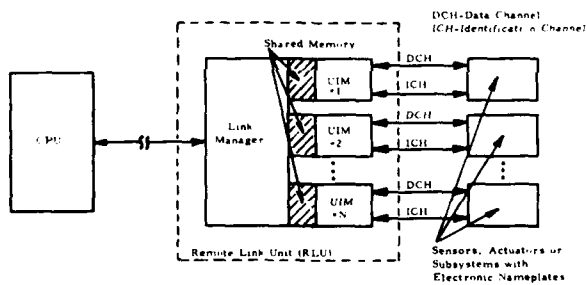 DCH-Data Channel
ICH-Identificati n Channel
Shared Memory
CPU
Link
Manager
UIM
#1
DCH
ICH
UIM
#2
DCH
ICH
UIM
#N
DCH
ICH
Remote Link Unit (RLU)
Sensors, Actuators or
Subsystems with
Electronic Nameplates